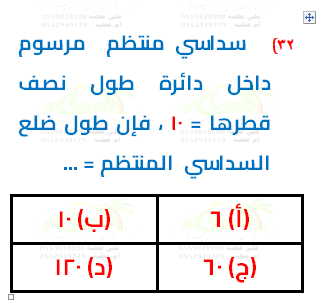 ٣٢) سداسي منتظم مرسوم
داخل دائرة طول نصف
قطرها = ١٠ ، فإن طول ضلع
السداسي المنتظم = ...
(أ) ٦ (ب) ١٠
(ج) ٦٠ (د) ١٢٠